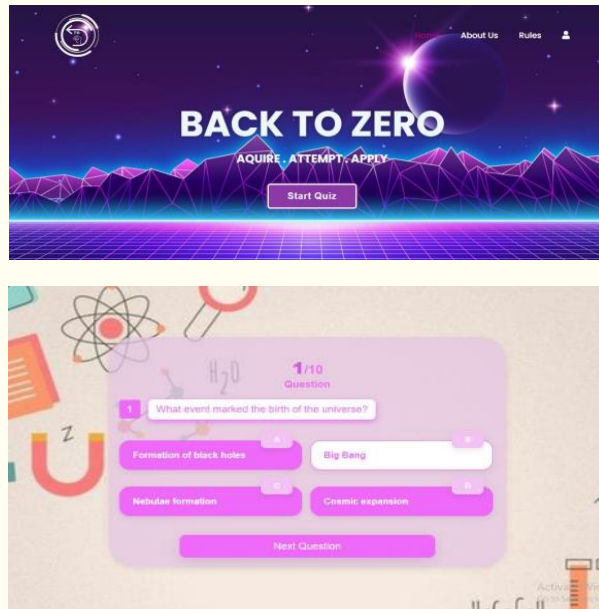 Home About Us Rules
BACK TO ZERO
AQUIRE . ATTEMPT . APPLY
Start Quiz
H2O
1/10
Question
1 What event marked the birth of the universe?
A
Formation of black holes
B
Big Bang
C
Nebulae formation
D
Cosmic expansion
Next Question
Z